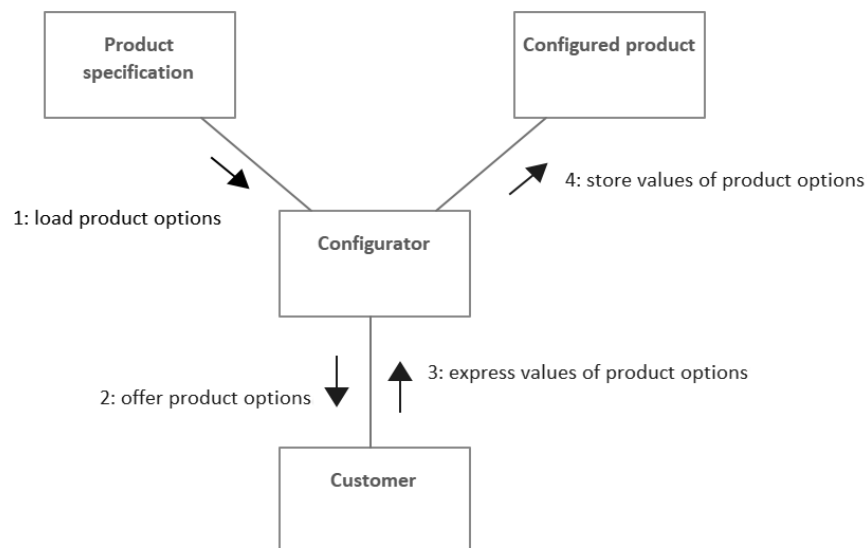 Product
specification
Configured product
4: store values of product options
1: load product options
Configurator
3: express values of product options
2: offer product options
Customer